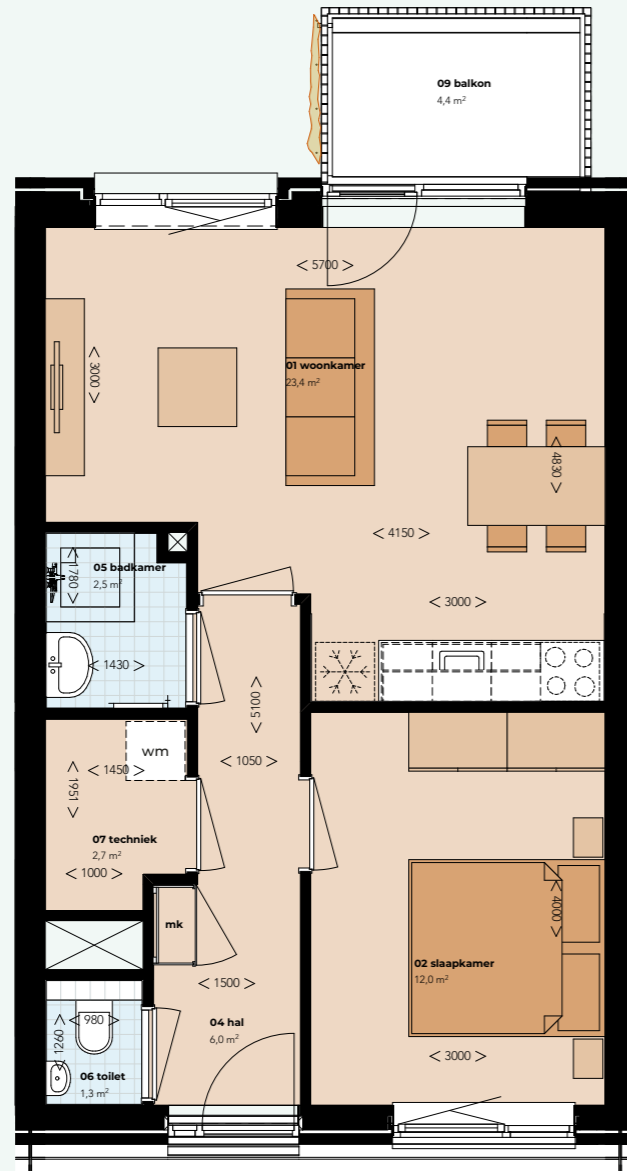 09 balkon
4,4 m²
< 5700 >
01 woonkamer
23,4 m²
< 3000 >
< 4830 >
< 4150 >
< 3000 >
05 badkamer
2,5 m²
< 1780 >
< 1430 >
< 5100 >
< 1050 >
wm
< 1450 >
< 1951 >
07 techniek
2,7 m²
< 1000 >
mk
< 4000 >
02 slaapkamer
12,0 m²
< 1500 >
04 hal
6,0 m²
< 980 >
< 1260 >
06 toilet
1,3 m²
< 3000 >